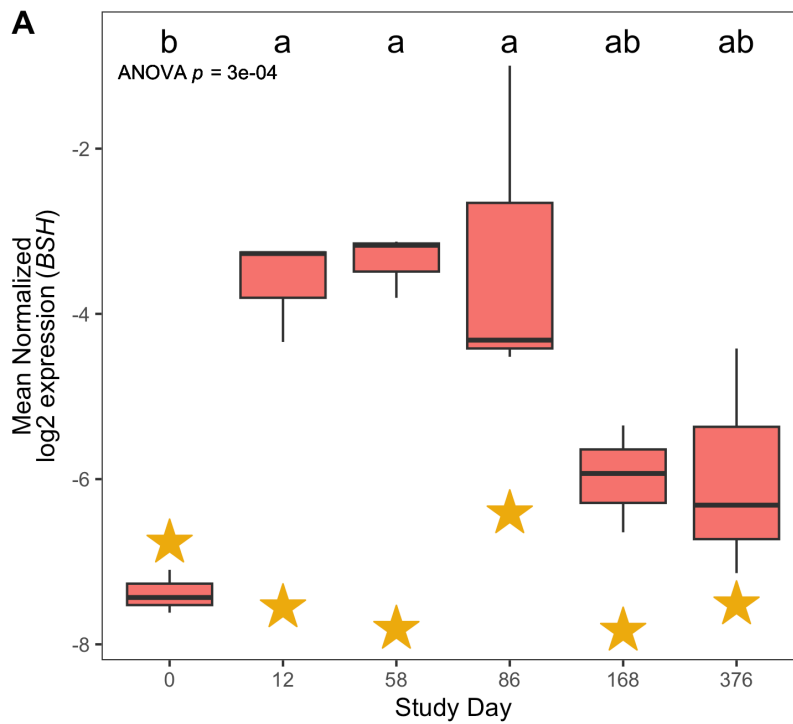 A
b a a a ab ab
ANOVA p = 3e-04
Mean Normalized
log2 expression (BSH)
-2
-4
-6
-8
0 12 58 86 168 376
Study Day